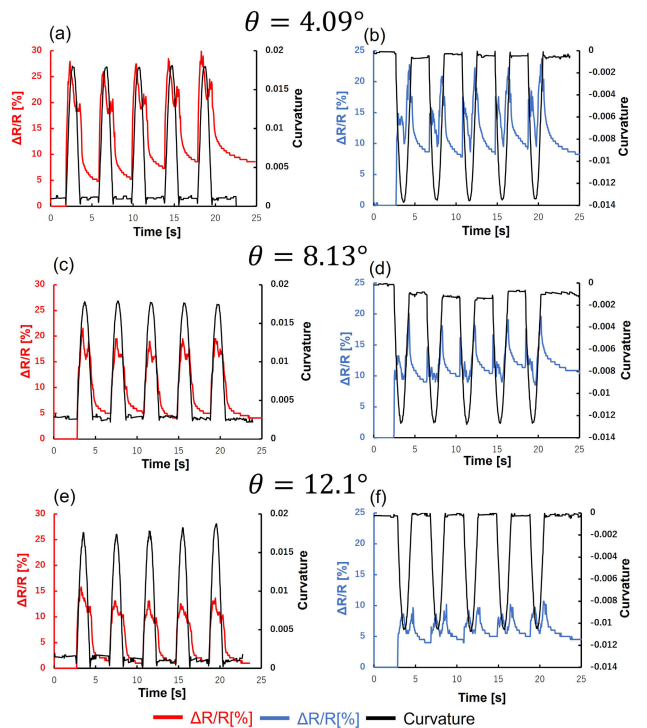 θ = 4.09°
(a)
(b)
30
25
20
15
10
5
0
ΔR/R [%]
0.02
0.015
0.01
0.005
0
Curvature
0 5 10 15 20 25
Time [s]
25
20
15
10
5
0
ΔR/R [%]
0
-0.002
-0.004
-0.006
-0.008
-0.01
-0.012
-0.014
Curvature
0 5 10 15 20 25
Time [s]
θ = 8.13°
(c)
(d)
30
25
20
15
10
5
0
ΔR/R [%]
0.02
0.015
0.01
0.005
0
Curvature
0 5 10 15 20 25
Time [s]
25
20
15
10
5
0
ΔR/R [%]
0
-0.002
-0.004
-0.006
-0.008
-0.01
-0.012
-0.014
Curvature
0 5 10 15 20 25
Time [s]
θ = 12.1°
(e)
(f)
30
25
20
15
10
5
0
ΔR/R [%]
0.02
0.015
0.01
0.005
0
Curvature
0 5 10 15 20 25
Time [s]
25
20
15
10
5
0
ΔR/R [%]
0
-0.002
-0.004
-0.006
-0.008
-0.01
-0.012
-0.014
Curvature
0 5 10 15 20 25
Time [s]
ΔR/R[%] ΔR/R[%] Curvature